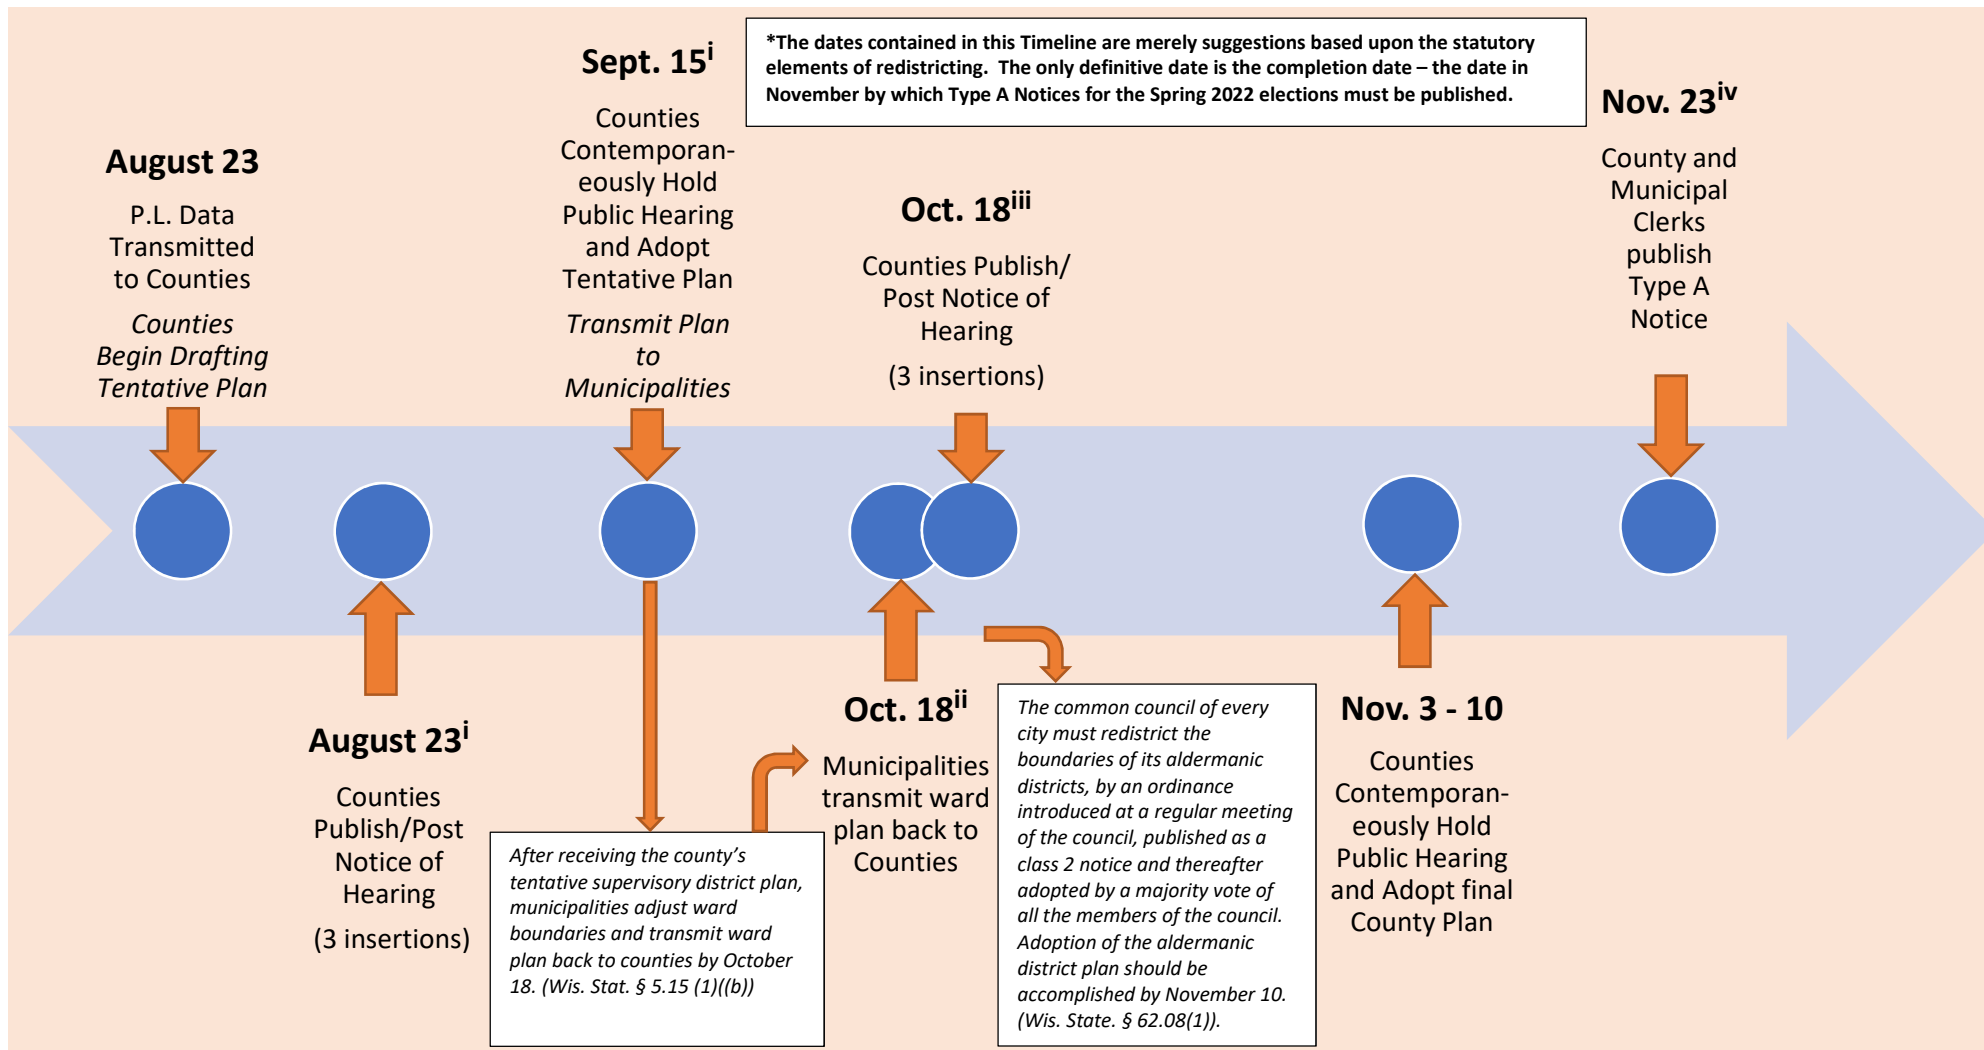 *The dates contained in this Timeline are merely suggestions based upon the statutory
elements of redistricting. The only definitive date is the completion date – the date in
November by which Type A Notices for the Spring 2022 elections must be published.
August 23
P.L. Data
Transmitted
to Counties
Counties
Begin Drafting
Tentative Plan
August 23i
Counties
Publish/Post
Notice of
Hearing
(3 insertions)
Sept. 15i
Counties
Contemporan-
eously Hold
Public Hearing
and Adopt
Tentative Plan
Transmit Plan
to
Municipalities
After receiving the county’s
tentative supervisory district plan,
municipalities adjust ward
boundaries and transmit ward
plan back to counties by October
18. (Wis. Stat. § 5.15 (1)((b))
Oct. 18ii
Municipalities
transmit ward
plan back to
Counties
Oct. 18iii
Counties Publish/
Post Notice of
Hearing
(3 insertions)
The common council of every
city must redistrict the
boundaries of its aldermanic
districts, by an ordinance
introduced at a regular meeting
of the council, published as a
class 2 notice and thereafter
adopted by a majority vote of
all the members of the council.
Adoption of the aldermanic
district plan should be
accomplished by November 10.
(Wis. State. § 62.08(1)).
Nov. 3 - 10
Counties
Contemporan-
eously Hold
Public Hearing
and Adopt final
County Plan
Nov. 23iv
County and
Municipal
Clerks
publish
Type A
Notice